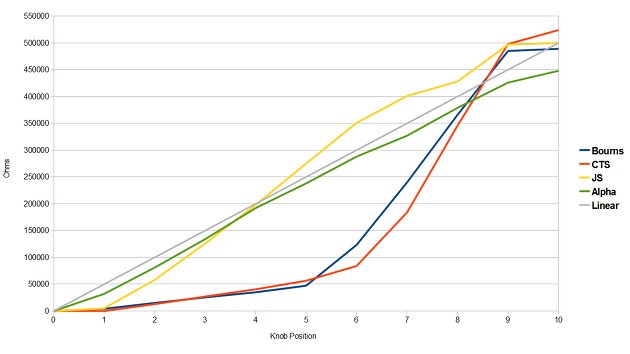 550000
500000
450000
400000
350000
300000
250000
200000
150000
100000
50000
0
Ohms
0 1 2 3 4 5 6 7 8 9 10
Knob Position
Bourns
CTS
JS
Alpha
Linear